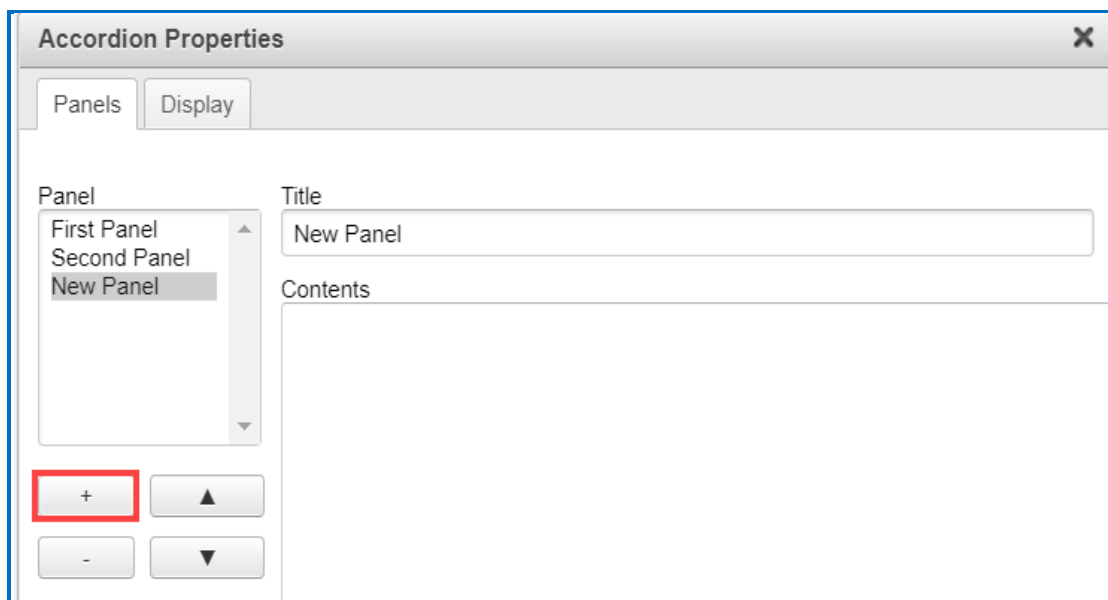 Accordion Properties
Panels Display
Panel
First Panel
Second Panel
New Panel
Title
New Panel
Contents
+ ▲
- ▼